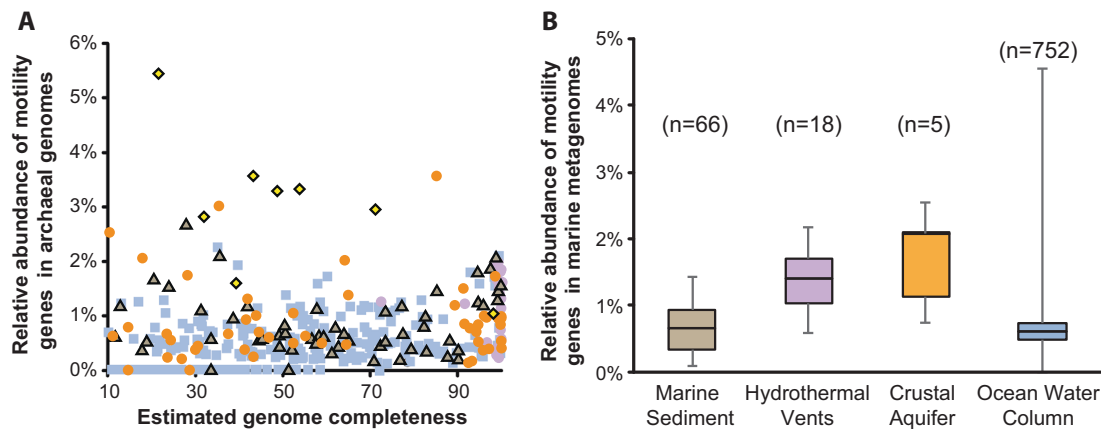 A
Relative abundance of motility
genes in archaeal genomes
6%
5%
4%
3%
2%
1%
0%
10
30
50
70
90
Estimated genome completeness
B
Relative abundance of motility
genes in marine metagenomes
5%
4%
3%
2%
1%
0%
(n=66)
(n=18)
(n=5)
(n=752)
Marine
Sediment
Hydrothermal
Vents
Crustal
Aquifer
Ocean Water
Column